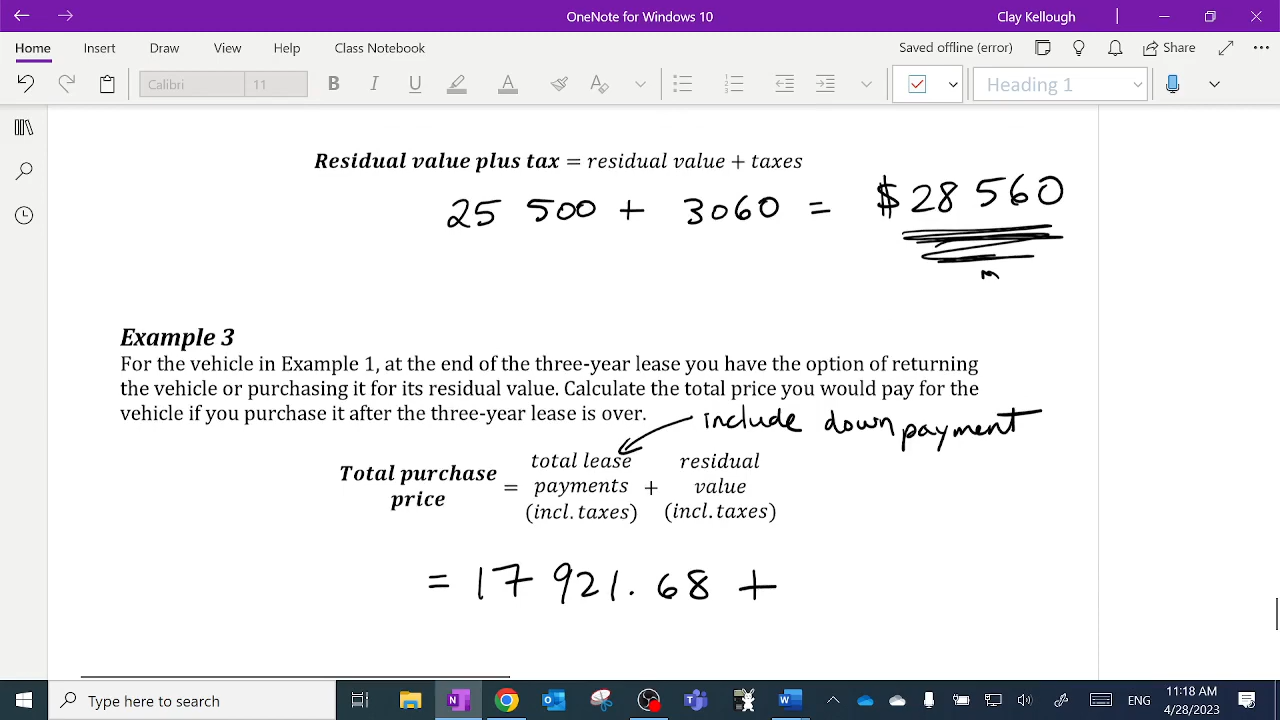 OneNote for Windows 10
Clay Kellough
Home Insert Draw View Help Class Notebook
Saved offline (error)
Share
Calibri 11 B I U A A Heading 1
Residual value plus tax = residual value + taxes
25 500 + 3060 = $28 560
Example 3
For the vehicle in Example 1, at the end of the three-year lease you have the option of returning
the vehicle or purchasing it for its residual value. Calculate the total price you would pay for the
vehicle if you purchase it after the three-year lease is over.
include down payment
Total purchase price = total lease payments (incl. taxes) + residual value (incl. taxes)
= 17 921.68 +
Type here to search
ENG
11:18 AM
4/28/2023